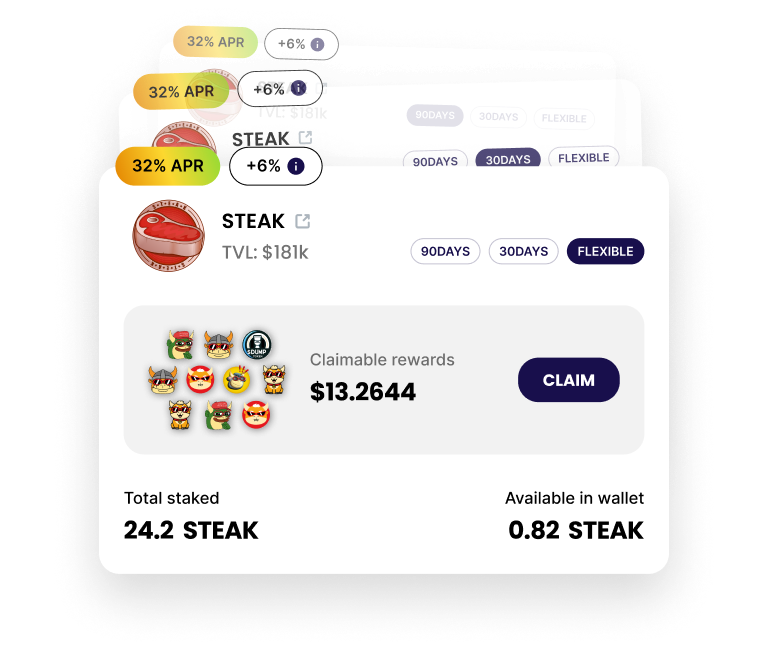 32% APR +6% i
32% APR +6% i
TVL: $181k
90DAYS 30DAYS FLEXIBLE
STEAK
32% APR +6% i
90DAYS 30DAYS FLEXIBLE
STEAK
TVL: $181k
90DAYS 30DAYS FLEXIBLE
SDUMP
Claimable rewards
$13.2644
CLAIM
Total staked
24.2 STEAK
Available in wallet
0.82 STEAK